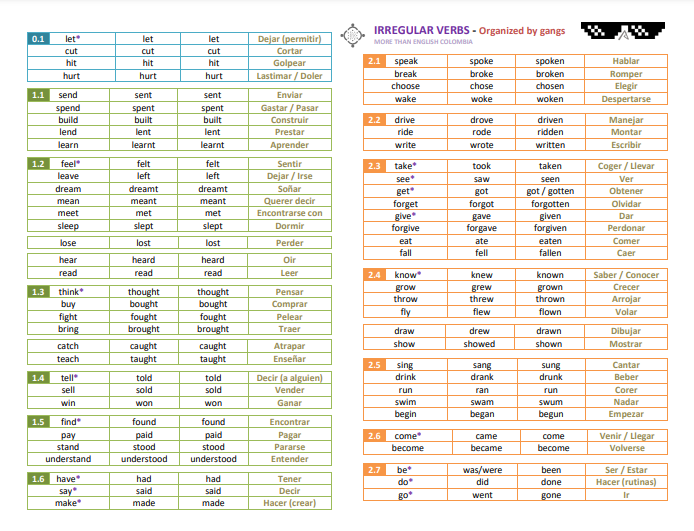 IRREGULAR VERBS - Organized by gangs
MORE THAN ENGLISH COLOMBIA
0.1 let* let let Dejar (permitir)
cut cut cut Cortar
hit hit hit Golpear
hurt hurt hurt Lastimar / Doler
1.1 send sent sent Enviar
spend spent spent Gastar / Pasar
build built built Construir
lend lent lent Prestar
learn learnt learnt Aprender
1.2 feel* felt felt Sentir
leave left left Dejar / Irse
dream dreamt dreamt Soñar
mean meant meant Querer decir
meet met met Encontrarse con
sleep slept slept Dormir
lose lost lost Perder
hear heard heard Oir
read read read Leer
1.3 think* thought thought Pensar
buy bought bought Comprar
fight fought fought Pelear
bring brought brought Traer
catch caught caught Atrapar
teach taught taught Enseñar
1.4 tell* told told Decir (a alguien)
sell sold sold Vender
win won won Ganar
1.5 find* found found Encontrar
pay paid paid Pagar
stand stood stood Pararse
understand understood understood Entender
1.6 have* had had Tener
say* said said Decir
make* made made Hacer (crear)
2.1 speak spoke spoken Hablar
break broke broken Romper
choose chose chosen Elegir
wake woke woken Despertarse
2.2 drive drove driven Manejar
ride rode ridden Montar
write wrote written Escribir
2.3 take* took taken Coger / Llevar
see* saw seen Ver
get* got got / gotten Obtener
forget forgot forgotten Olvidar
give* gave given Dar
forgive forgave forgiven Perdonar
eat ate eaten Comer
fall fell fallen Caer
2.4 know* knew known Saber / Conocer
grow grew grown Crecer
throw threw thrown Arrojar
fly flew flown Volar
draw drew drawn Dibujar
show showed shown Mostrar
2.5 sing sang sung Cantar
drink drank drunk Beber
run ran run Corer
swim swam swum Nadar
begin began begun Empezar
2.6 come* came come Venir / Llegar
become became become Volverse
2.7 be* was/were been Ser / Estar
do* did done Hacer (rutinas)
go* went gone Ir